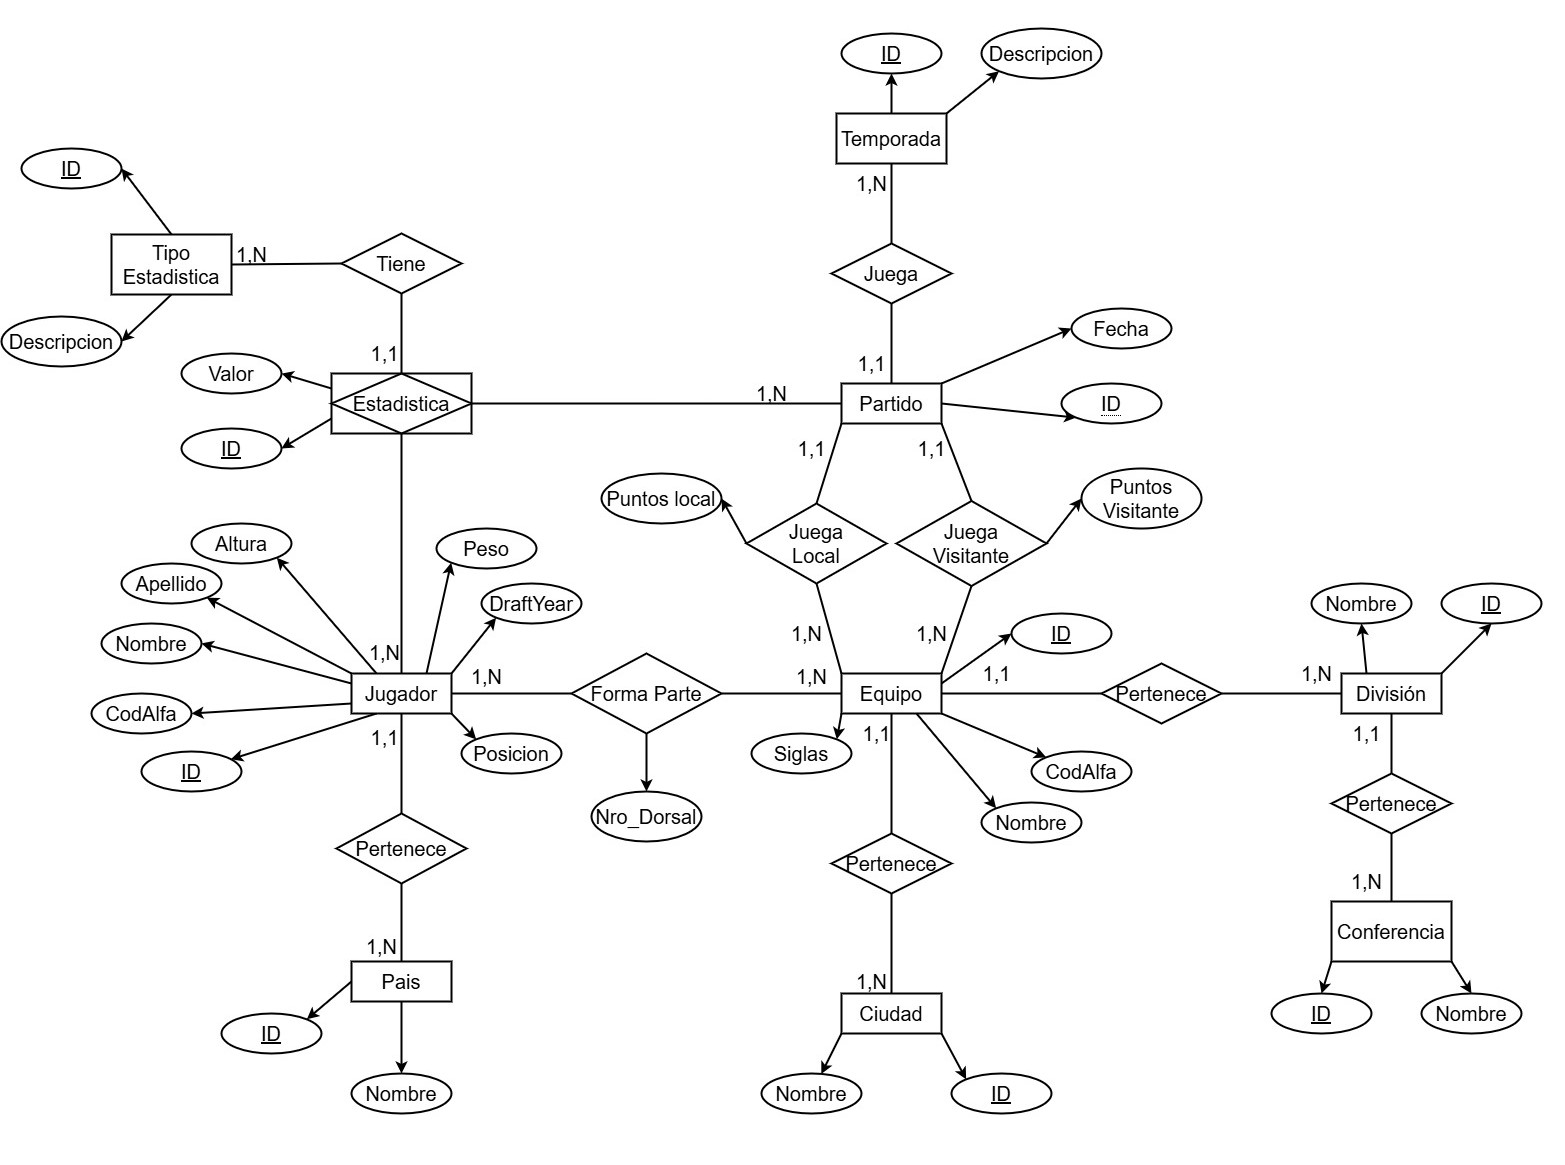 ID
Descripcion
Temporada
1,N
ID
Juega
Tipo
Estadistica
1,N
Tiene
Descripcion
1,1
1,1
Fecha
Valor
Estadistica
1,N
Partido
ID
ID
1,1
1,1
Puntos local
Puntos
Visitante
Juega
Local
Juega
Visitante
Altura
Peso
Apellido
DraftYear
Nombre
ID
Nombre
1,N
1,N
ID
Nombre
1,N
1,N
1,N
1,1
1,N
Jugador
Forma Parte
Equipo
Pertenece
División
CodAlfa
1,1
1,1
1,1
Siglas
Posicion
ID
CodAlfa
Nro_Dorsal
Nombre
Pertenece
Pertenece
Pertenece
1,N
1,N
Conferencia
Pais
1,N
Ciudad
ID
Nombre
ID
Nombre
Nombre
ID